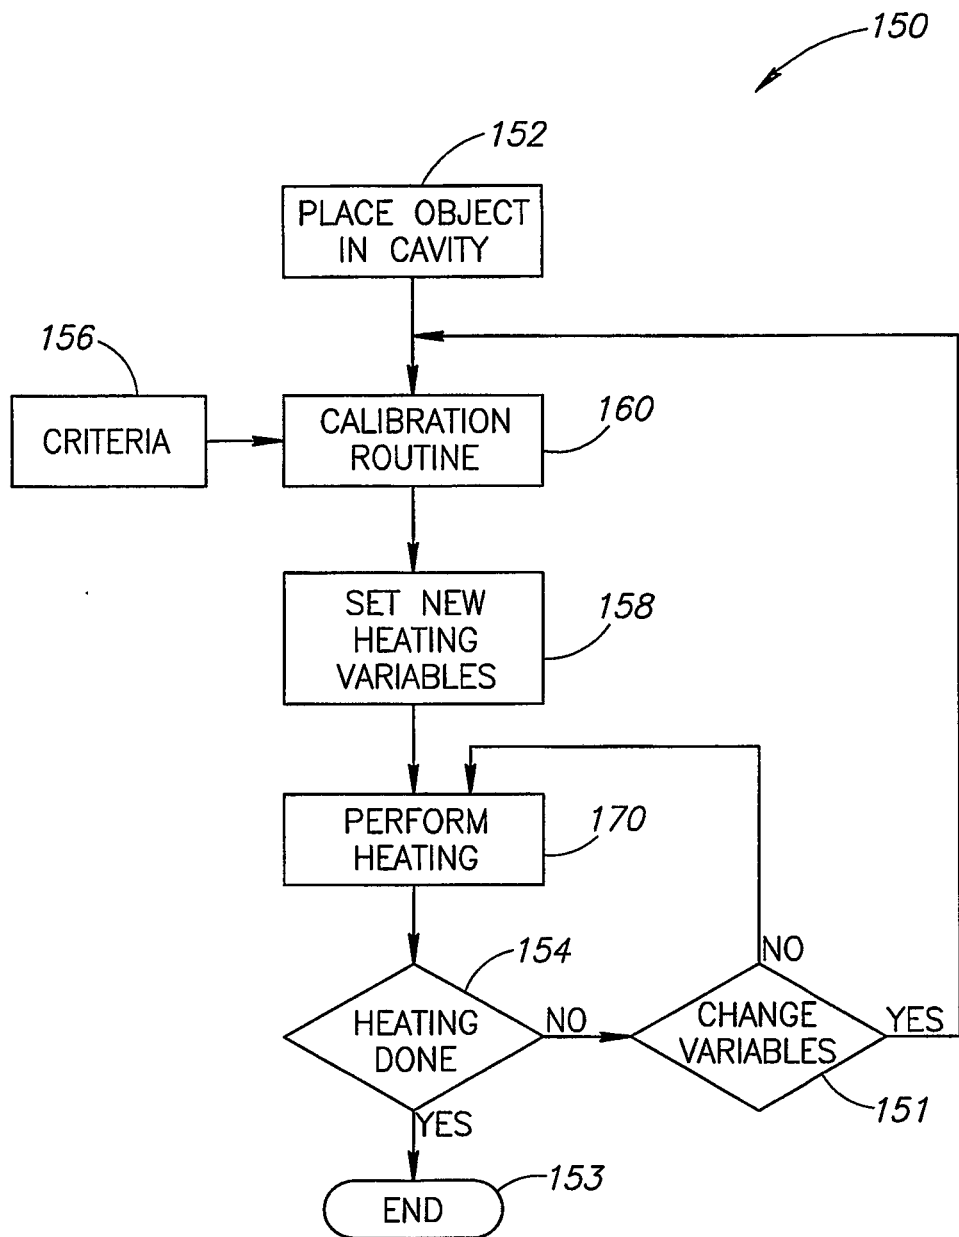 150
152
PLACE OBJECT
IN CAVITY
156
CRITERIA
CALIBRATION
ROUTINE
160
SET NEW
HEATING
VARIABLES
158
PERFORM
HEATING
170
154
HEATING
DONE
NO
NO
CHANGE
VARIABLES
YES
151
YES
END
153